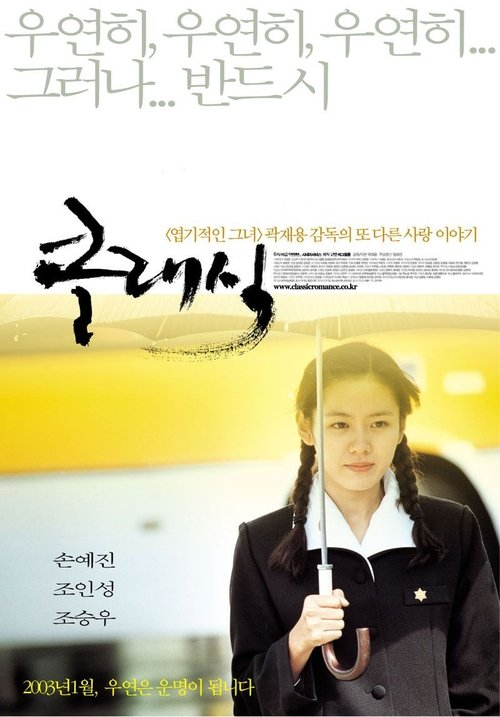 우연히, 우연히, 우연히...
그러나... 반드시
<엽기적인 그녀> 곽재용 감독의 또 다른 사랑 이야기
클래식
www.classicromance.co.kr
손예진
조인성
조승우
2003년1월, 우연은 운명이 됩니다